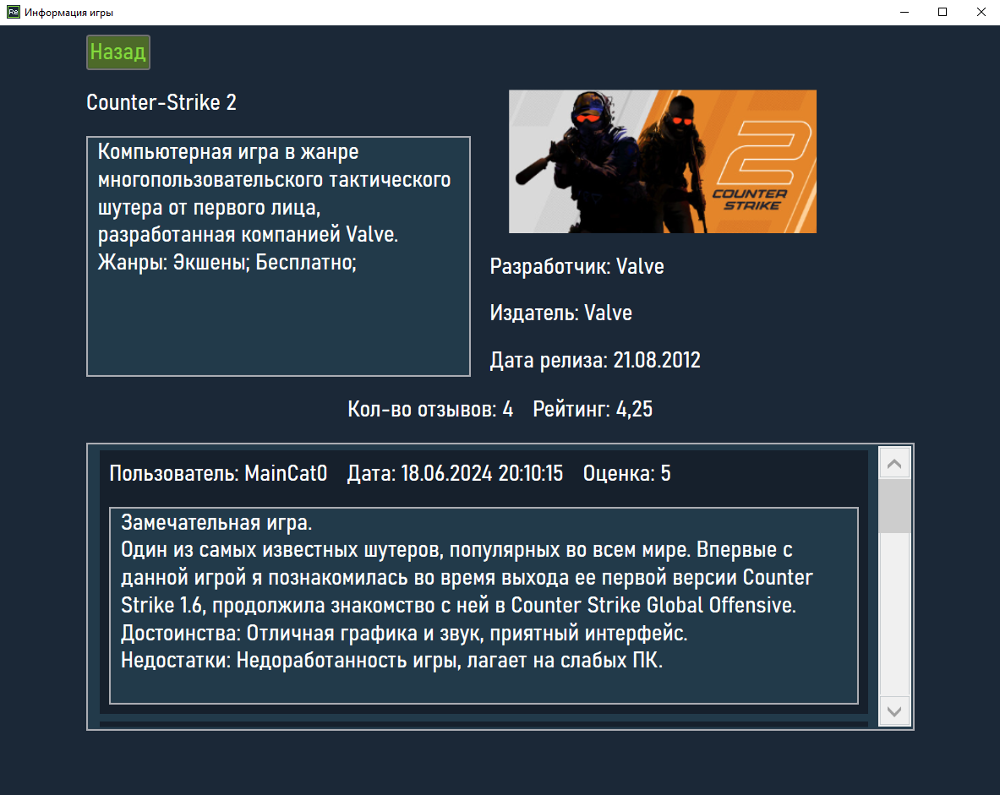 Re Информация игры
Назад
Counter-Strike 2
Компьютерная игра в жанре
многопользовательского тактического
шутера от первого лица,
разработанная компанией Valve.
Жанры: Экшены; Бесплатно;
2
COUNTER
STRIKE
Разработчик: Valve
Издатель: Valve
Дата релиза: 21.08.2012
Кол-во отзывов: 4 Рейтинг: 4,25
Пользователь: MainCat0 Дата: 18.06.2024 20:10:15 Оценка: 5
Замечательная игра.
Один из самых известных шутеров, популярных во всем мире. Впервые с
данной игрой я познакомилась во время выхода ее первой версии Counter
Strike 1.6, продолжила знакомство с ней в Counter Strike Global Offensive.
Достоинства: Отличная графика и звук, приятный интерфейс.
Недостатки: Недоработанность игры, лагает на слабых ПК.